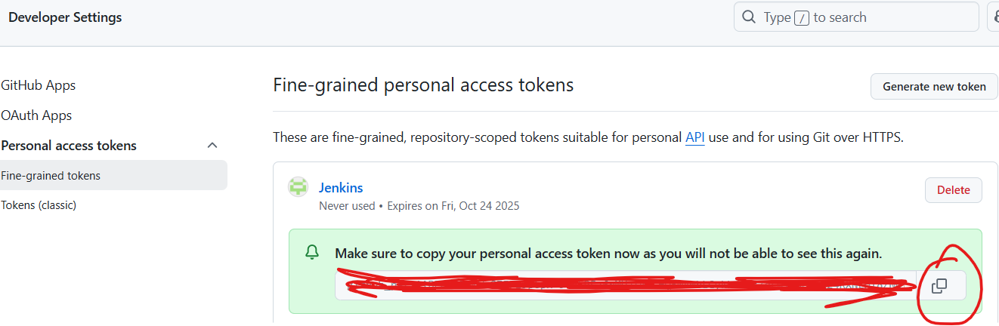 Developer Settings
Type / to search
GitHub Apps
OAuth Apps
Personal access tokens
Fine-grained tokens
Tokens (classic)
Fine-grained personal access tokens
Generate new token
These are fine-grained, repository-scoped tokens suitable for personal API use and for using Git over HTTPS.
Jenkins
Delete
Never used • Expires on Fri, Oct 24 2025
Make sure to copy your personal access token now as you will not be able to see this again.